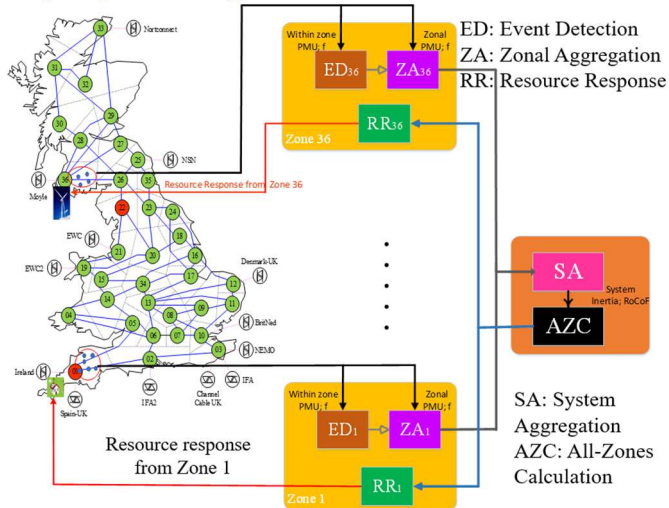 33
Nortconnect
31
32
30
29
28
27
25
NSN
36
26
35
Moyle
Resource Response from Zone 36
22
23
24
EWC
21
20
18
16
EWC2
19
15
34
17
Denmark-UK
12
14
13
09
11
04
05
08
BritNed
06
07
10
03
NEMO
02
Ireland
01
Spain-UK
IFA2
Channel
Cable UK
IFA
Within zone
PMU; f
Zonal
PMU; f
ED36
ZA36
RR36
Zone 36
ED: Event Detection
ZA: Zonal Aggregation
RR: Resource Response
SA
System
Inertia; RoCoF
AZC
Within zone
PMU; f
Zonal
PMU; f
ED1
ZA1
RR1
Zone 1
Resource response
from Zone 1
SA: System
Aggregation
AZC: All-Zones
Calculation